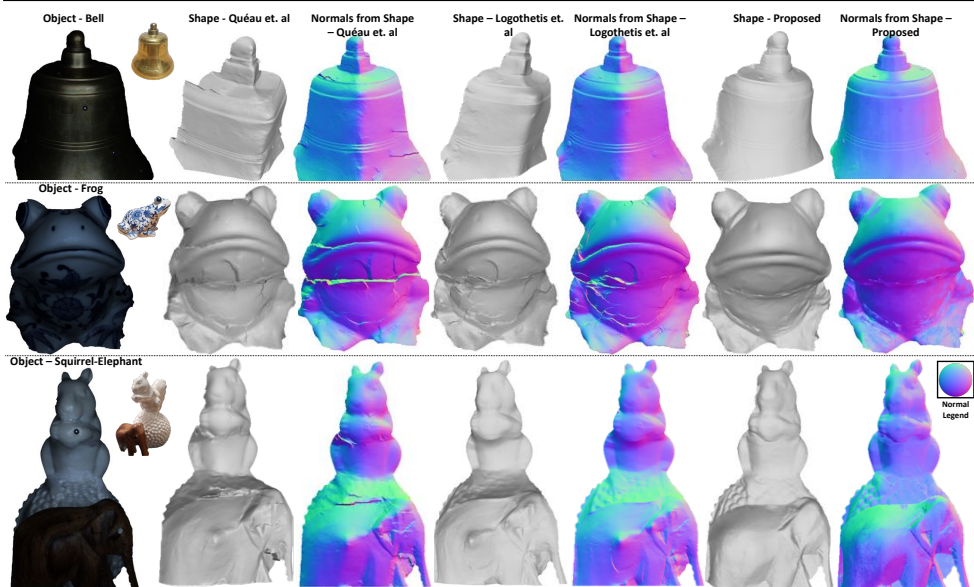 Object - Bell
Shape - Quéau et. al
Normals from Shape
– Quéau et. al
Shape – Logothetis et.
al
Normals from Shape –
Logothetis et. al
Shape - Proposed
Normals from Shape –
Proposed
Object - Frog
Object – Squirrel-Elephant
Normal
Legend